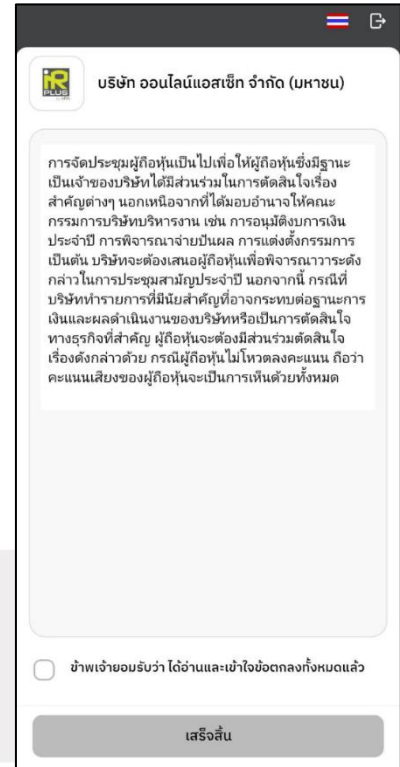 iR
PLUS
บริษัท ออนไลน์แอสเซ็ท จำกัด (มหาชน)
การจัดประชุมผู้ถือหุ้นเป็นไปเพื่อให้ผู้ถือหุ้นซึ่งมีฐานะ
เป็นเจ้าของบริษัทได้มีส่วนร่วมในการตัดสินใจเรื่อง
สำคัญต่างๆ นอกเหนือจากที่ได้มอบอำนาจให้คณะ
กรรมการบริษัทบริหารงาน เช่น การอนุมัติงบการเงิน
ประจำปี การพิจารณาจ่ายปันผล การแต่งตั้งกรรมการ
เป็นต้น บริษัทจะต้องเสนอผู้ถือหุ้นเพื่อพิจารณาวาระดัง
กล่าวในการประชุมสามัญประจำปี นอกจากนี้ กรณีที่
บริษัททำรายการที่มีนัยสำคัญที่อาจกระทบต่อฐานะการ
เงินและผลดำเนินงานของบริษัทหรือเป็นการตัดสินใจ
ทางธุรกิจที่สำคัญ ผู้ถือหุ้นจะต้องมีส่วนร่วมตัดสินใจ
เรื่องดังกล่าวด้วย กรณีผู้ถือหุ้นไม่โหวตลงคะแนน ถือว่า
คะแนนเสียงของผู้ถือหุ้นจะเป็นการเห็นด้วยทั้งหมด
ข้าพเจ้ายอมรับว่า ได้อ่านและเข้าใจข้อตกลงทั้งหมดแล้ว
เสร็จสิ้น